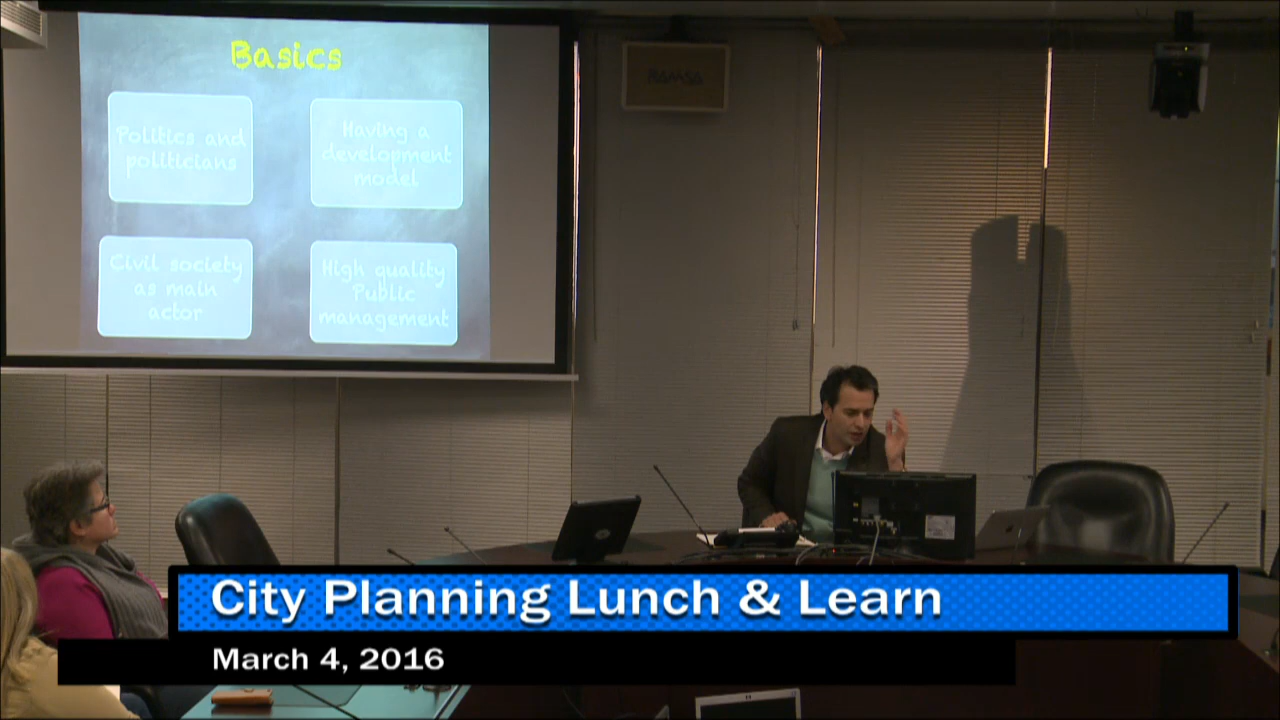 Basics
Politics and
politicians
Having a
development
model
Civil society
as main
actor
High quality
Public
management
City Planning Lunch & Learn
March 4, 2016